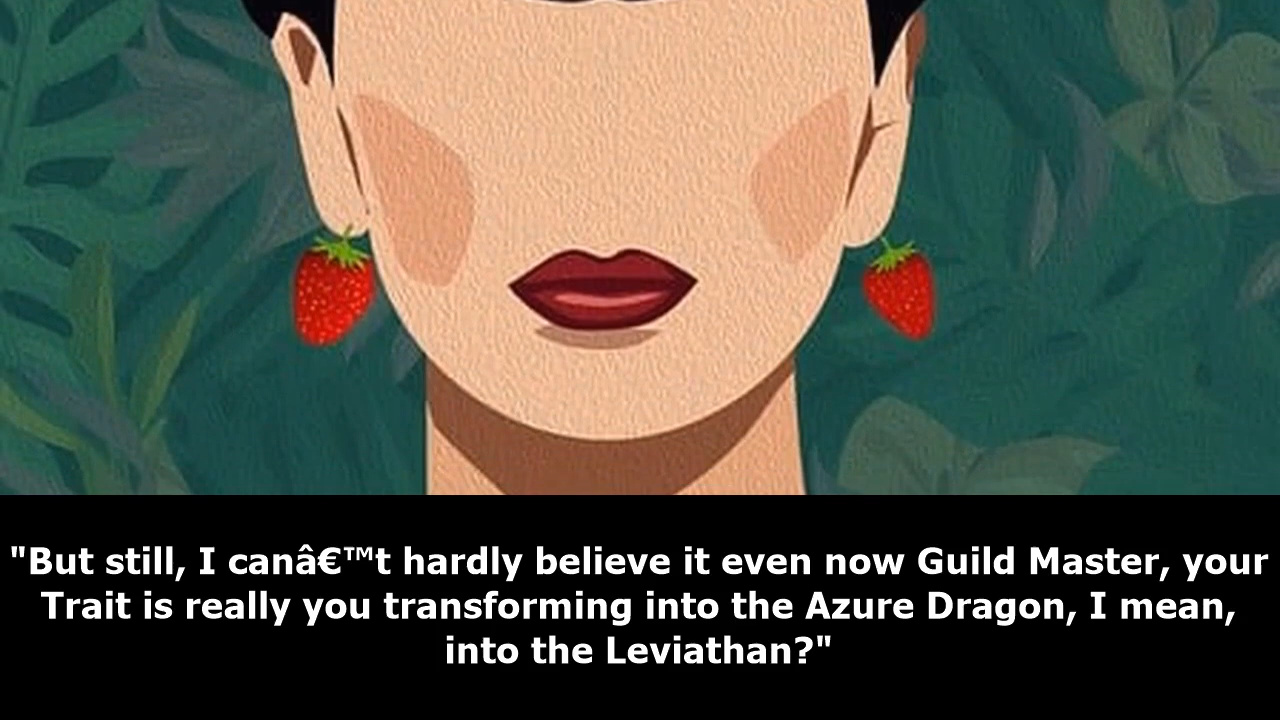 "But still, I canâ€™t hardly believe it even now Guild Master, your
Trait is really you transforming into the Azure Dragon, I mean,
into the Leviathan?"